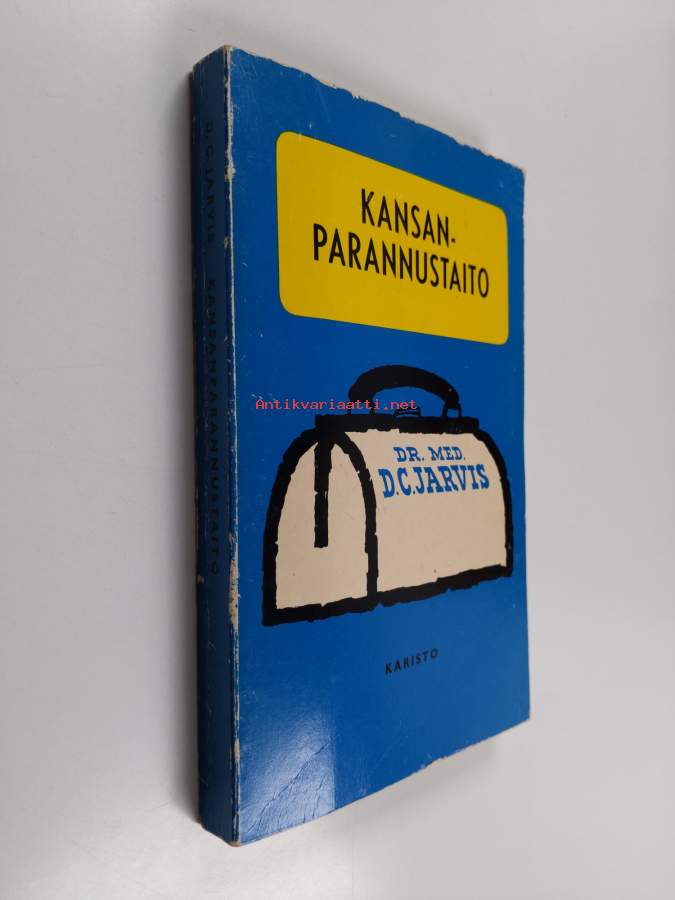 D.C. JARVIS KANSANPARANNUSTAITO
KANSAN-
PARANNUSTAITO
Antikvariaatti.net
DR. MED.
D.C. JARVIS
KARISTO